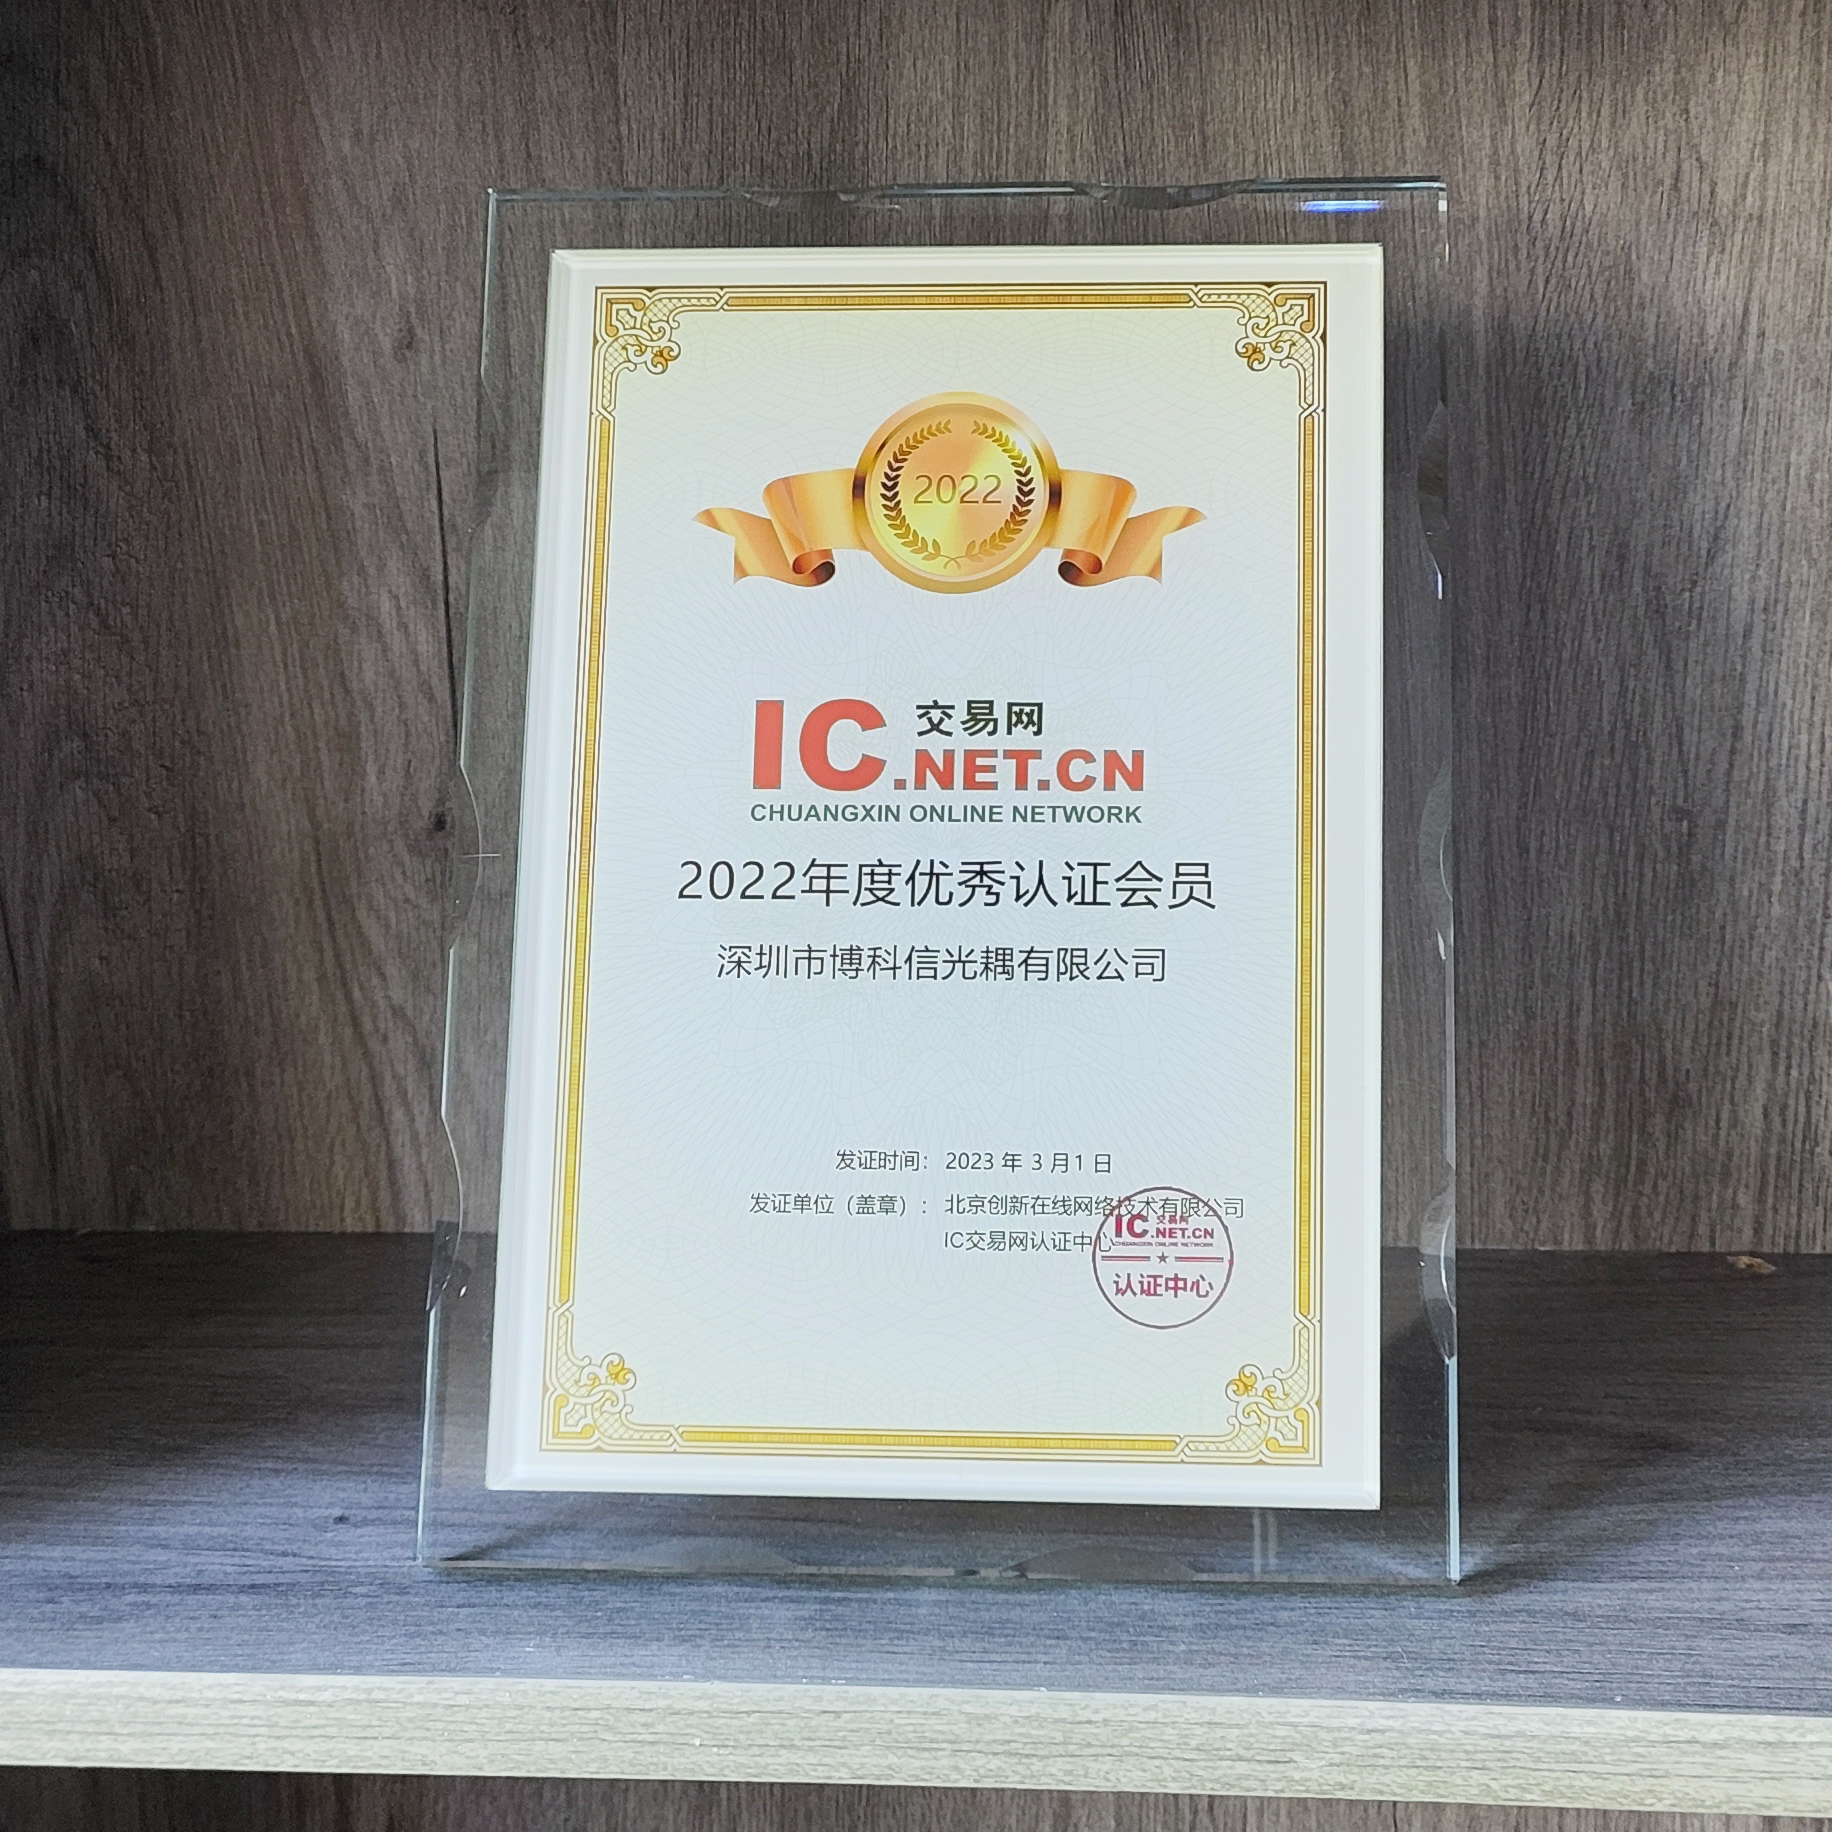 2022
IC交易网
.NET.CN
CHUANGXIN ONLINE NETWORK
2022年度优秀认证会员
深圳市博科信光耦有限公司
发证时间： 2023 年 3 月1 日
发证单位（盖章）： 北京创新在线网络技术有限公司
IC交易网认证中心
IC交易网
.NET.CN
CHUANGXIN ONLINE NETWORK
认证中心